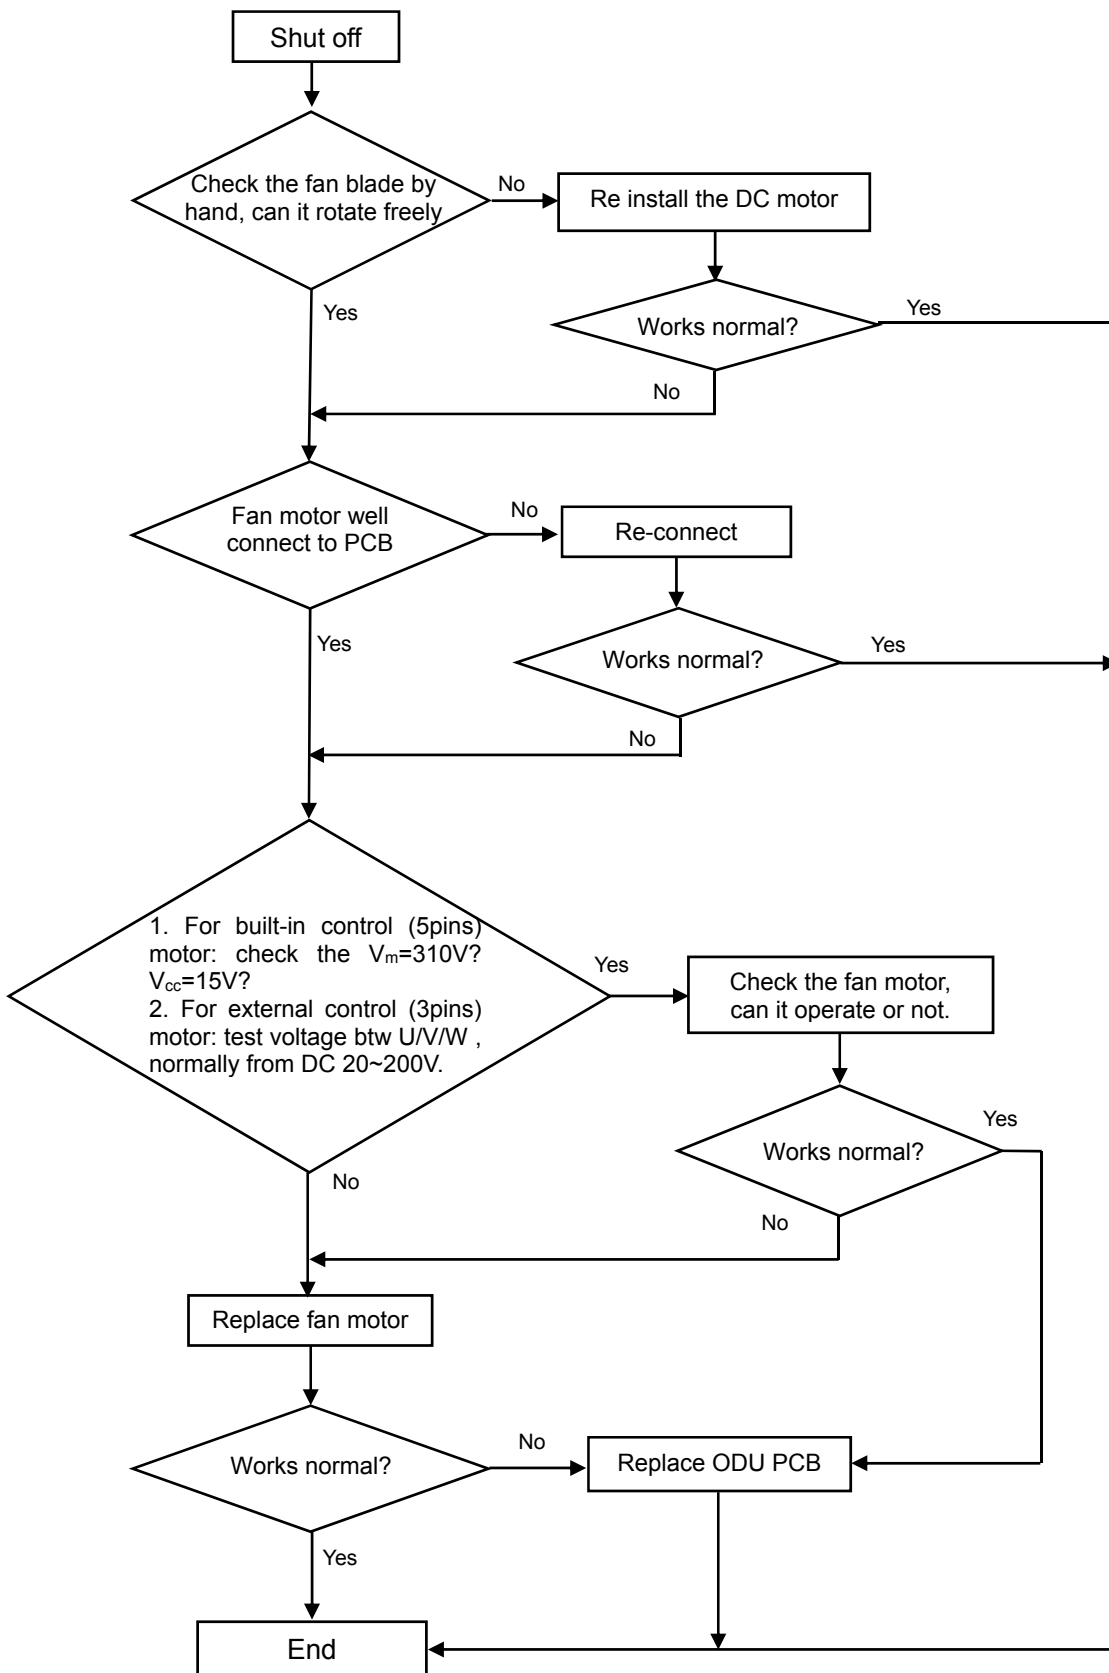 Shut off
Check the fan blade by
hand, can it rotate freely
No
Re install the DC motor
Yes
Works normal?
Yes
No
Fan motor well
connect to PCB
No
Re-connect
Yes
Works normal?
Yes
No
1. For built-in control (5pins)
motor: check the Vm=310V?
Vcc=15V?
2. For external control (3pins)
motor: test voltage btw U/V/W ,
normally from DC 20~200V.
Yes
Check the fan motor,
can it operate or not.
Works normal?
Yes
No
No
Replace fan motor
Works normal?
No
Replace ODU PCB
Yes
End